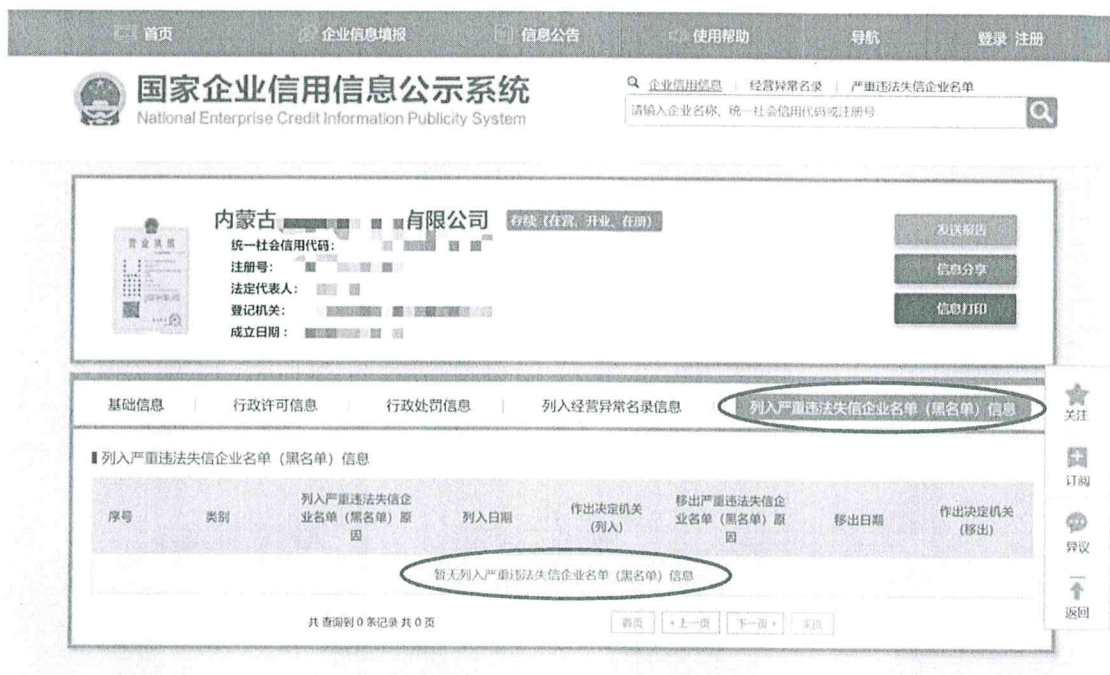 首页 企业信息填报 信息公告 使用帮助 导航 登录 注册
国家企业信用信息公示系统
National Enterprise Credit Information Publicity System
企业信用信息 | 经营异常名录 | 严重违法失信企业名单
请输入企业名称、统一社会信用代码或注册号
内蒙古 有限公司 存续（在营、开业、在册）
营业执照
统一社会信用代码：
注册号：
法定代表人：
登记机关：
成立日期：
发送报告
信息分享
信息打印
基础信息 | 行政许可信息 | 行政处罚信息 | 列入经营异常名录信息 | 列入严重违法失信企业名单（黑名单）信息
列入严重违法失信企业名单（黑名单）信息
序号
类别
列入严重违法失信企
业名单（黑名单）原
因
列入日期
作出决定机关
(列入)
移出严重违法失信企
业名单（黑名单）原
因
移出日期
作出决定机关
(移出)
暂无列入严重违法失信企业名单（黑名单）信息
共 查询到 0 条记录 共 0 页
首页 上一页 下一页 末页
关注
订阅
异议
返回